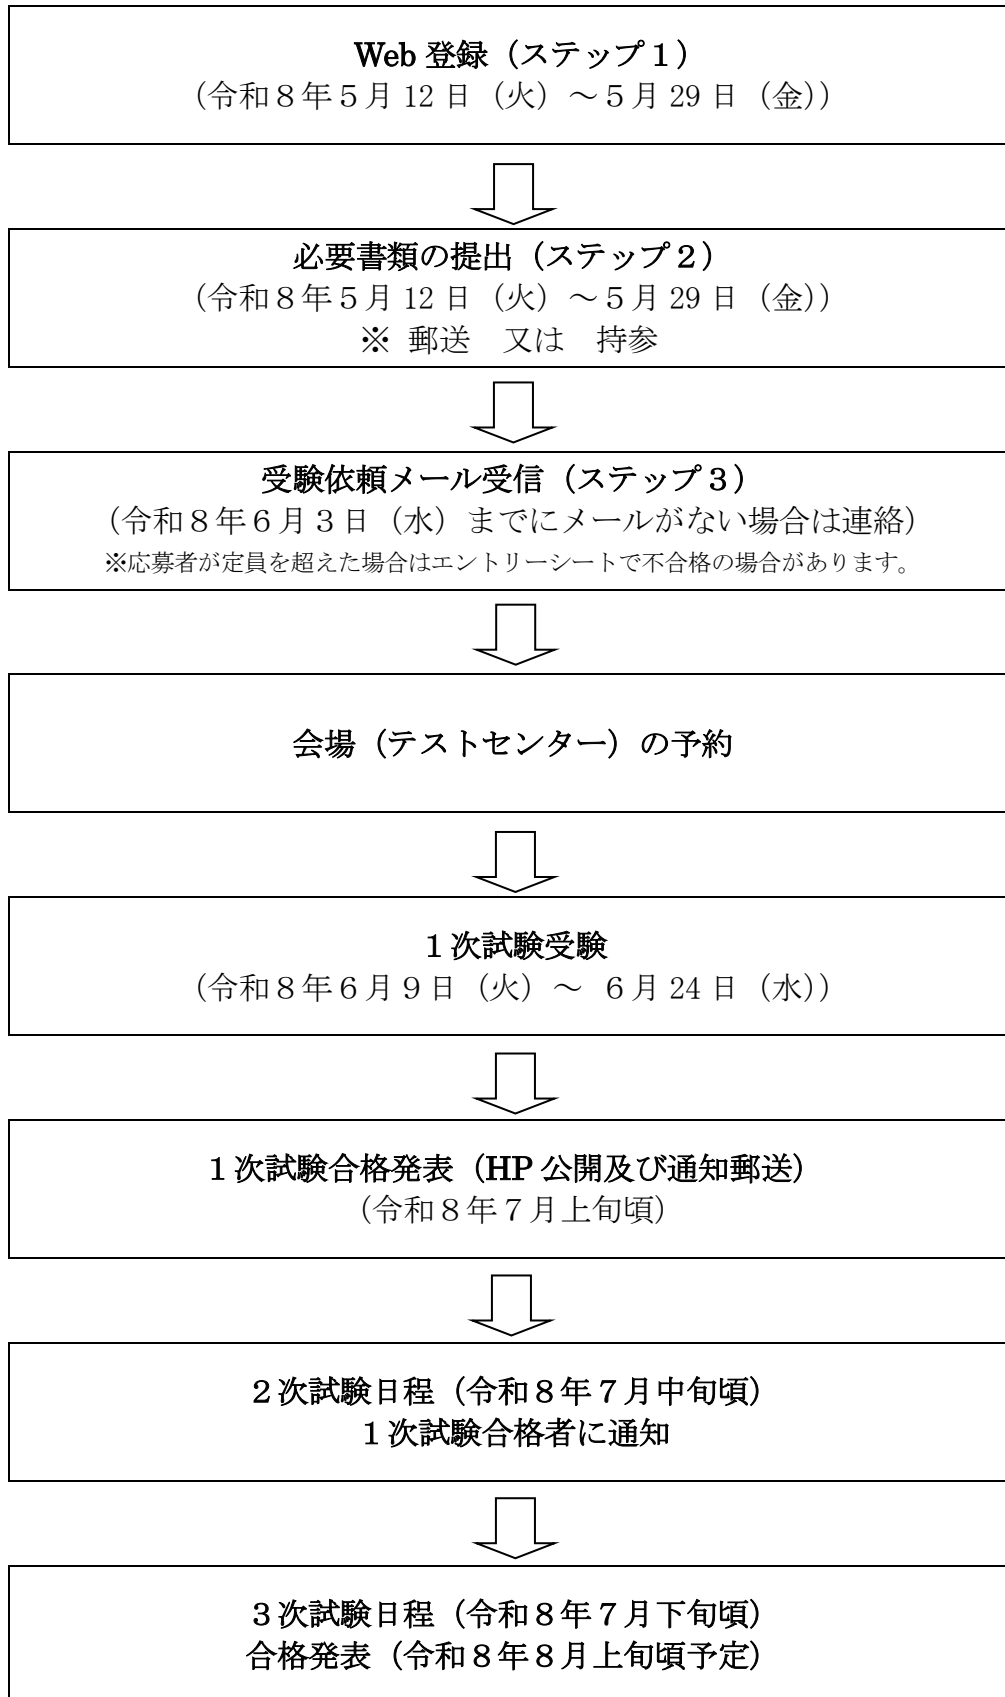 Web 登録（ステップ１）
（令和８年５月 12 日（火）～５月 29 日（金））
必要書類の提出（ステップ２）
（令和８年５月 12 日（火）～５月 29 日（金））
※ 郵送　又は　持参
受験依頼メール受信（ステップ３）
（令和８年６月３日（水）までにメールがない場合は連絡）
※応募者が定員を超えた場合はエントリーシートで不合格の場合があります。
会場（テストセンター）の予約
１次試験受験
（令和８年６月９日（火）～ ６月 24 日（水））
１次試験合格発表（HP 公開及び通知郵送）
（令和８年７月上旬頃）
２次試験日程（令和８年７月中旬頃）
１次試験合格者に通知
３次試験日程（令和８年７月下旬頃）
合格発表（令和８年８月上旬頃予定）